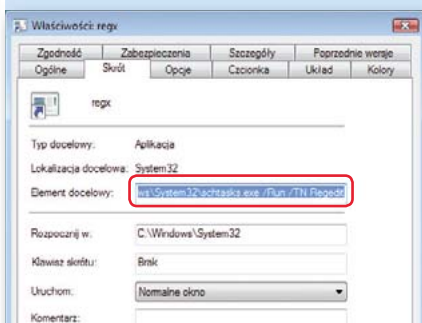 Właściwości: regx
Zgodność Zabezpieczenia Szczegóły Poprzednie wersje
Ogólne Skrót Opcje Czcionka Układ Kolory
regx
Typ docelowy: Aplikacja
Lokalizacja docelowa: System32
Element docelowy: ws\System32\schtasks.exe /Run /TN Regedit
Rozpocznij w: C:\Windows\System32
Klawisz skrótu: Brak
Uruchom: Normalne okno
Komentarz: